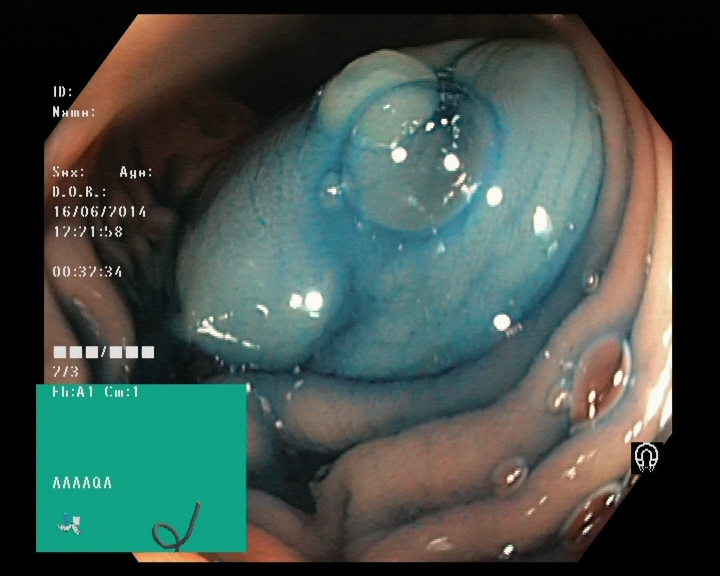 ID:
Name:
Sex: Age:
D.O.B.:
16/06/2014
12:21:58
00:32:34
■■■/■■■
2/3
Eh:A1 Cm:1
AAAAQA